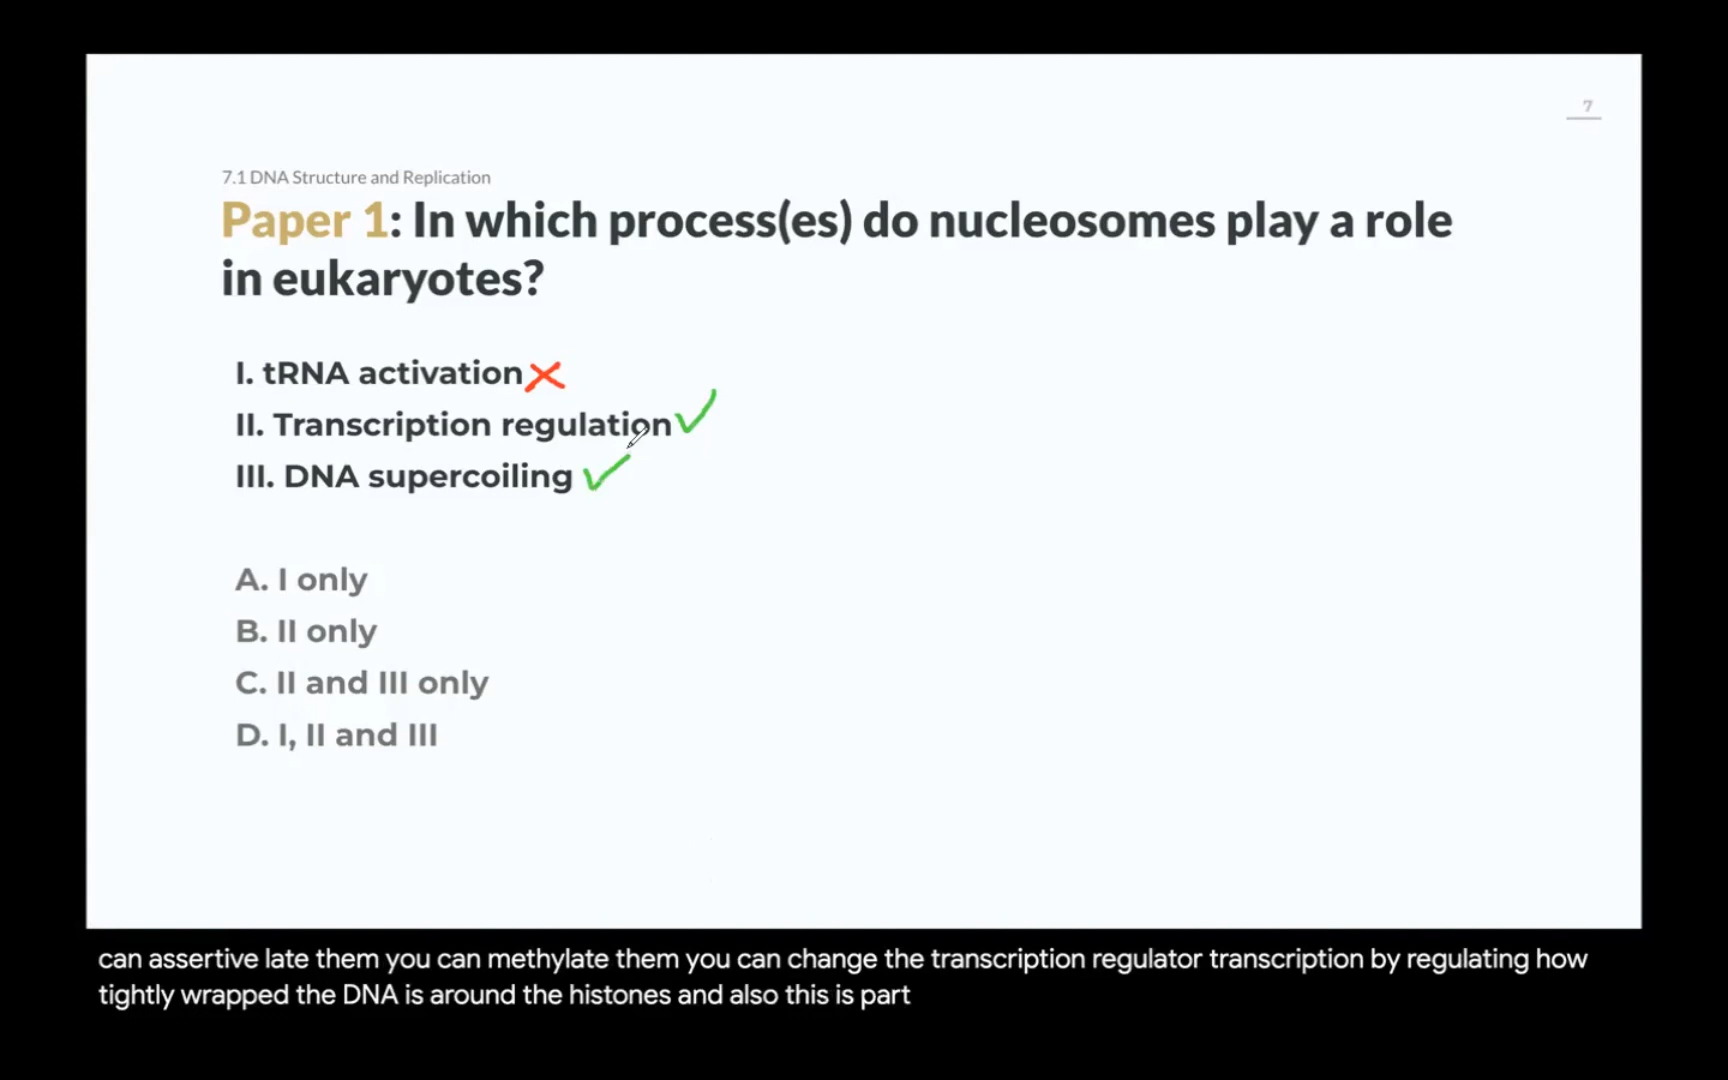 7
7.1 DNA Structure and Replication
Paper 1: In which process(es) do nucleosomes play a role
in eukaryotes?
I. tRNA activation
II. Transcription regulation
III. DNA supercoiling
A. I only
B. II only
C. II and III only
D. I, II and III
can assertive late them you can methylate them you can change the transcription regulator transcription by regulating how
tightly wrapped the DNA is around the histones and also this is part